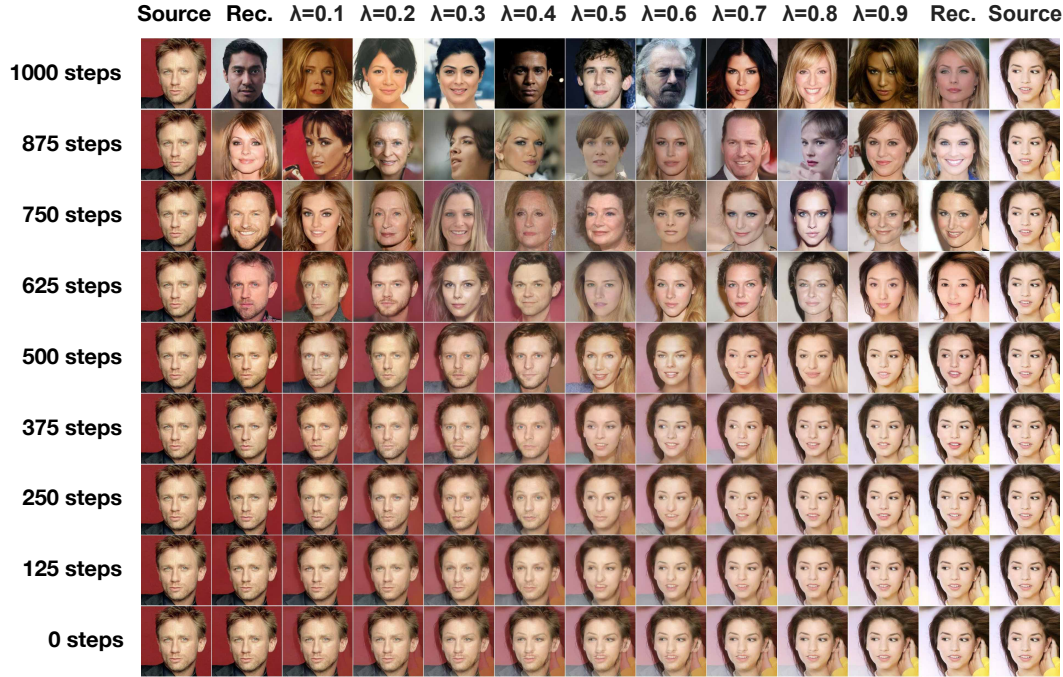 Source Rec. λ=0.1 λ=0.2 λ=0.3 λ=0.4 λ=0.5 λ=0.6 λ=0.7 λ=0.8 λ=0.9 Rec. Source
1000 steps
875 steps
750 steps
625 steps
500 steps
375 steps
250 steps
125 steps
0 steps